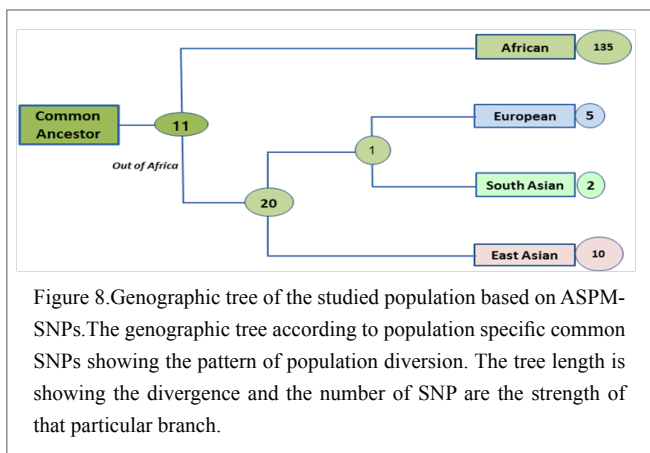 African 135
Common
Ancestor
11
European 5
1
Out of Africa
South Asian 2
20
East Asian 10
Figure 8.Genographic tree of the studied population based on ASPM-
SNPs.The genographic tree according to population specific common
SNPs showing the pattern of population diversion. The tree length is
showing the divergence and the number of SNP are the strength of
that particular branch.